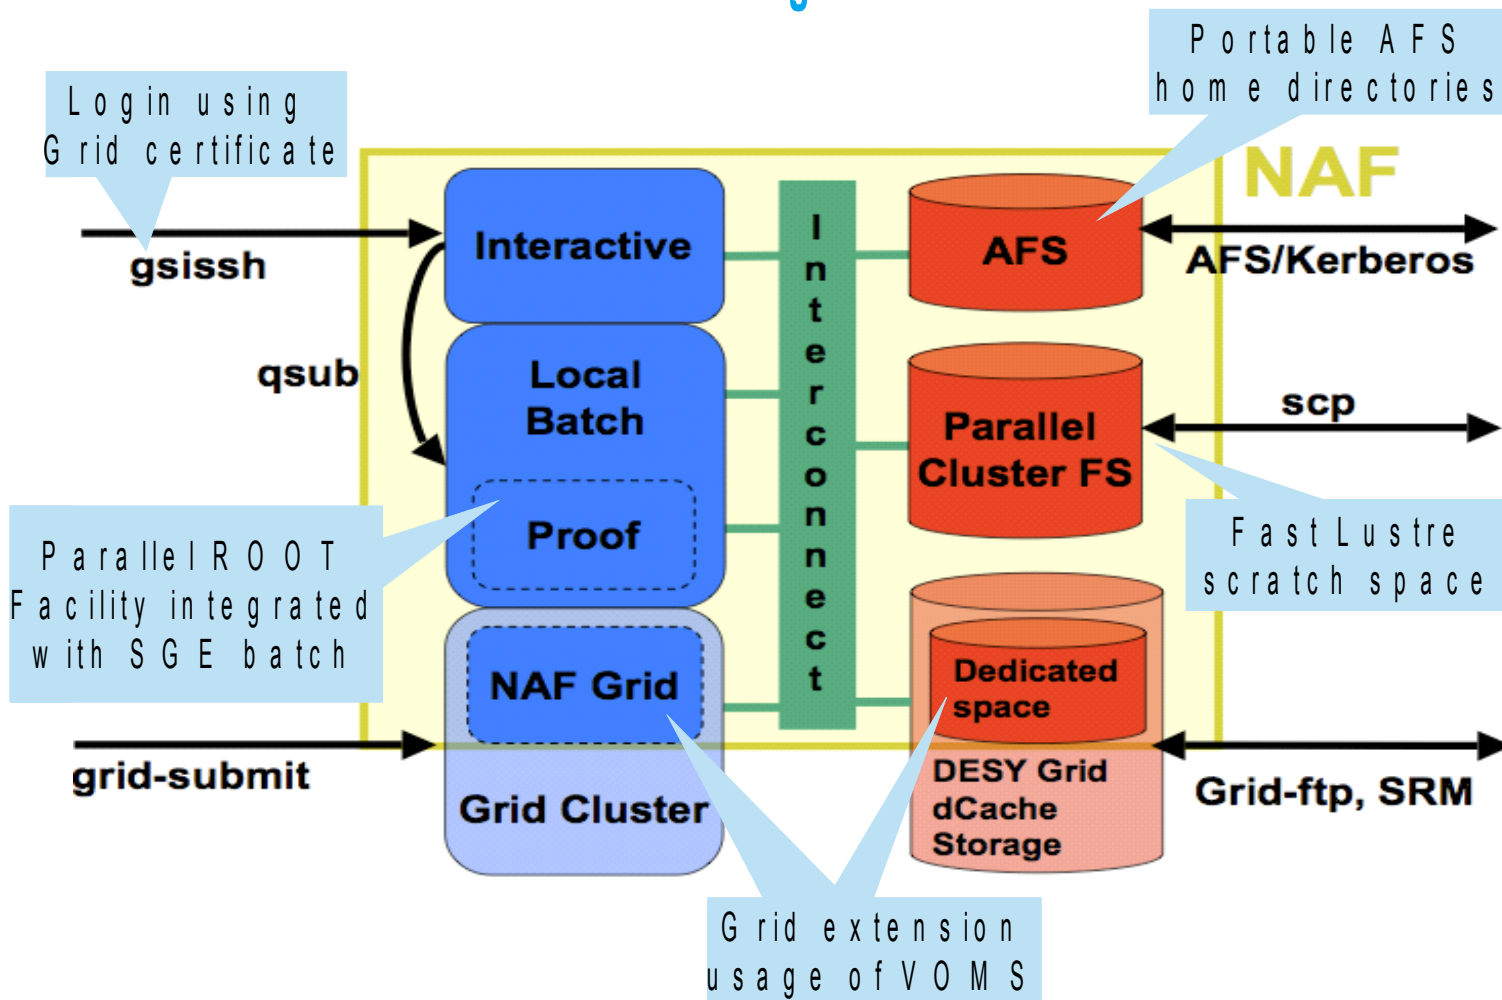 Portable AFS
home directories
Login using
Grid certificate
NAF
gsissh
Interactive
Interconnect
AFS
AFS/Kerberos
qsub
Local
Batch
Parallel
Cluster FS
scp
Proof
Parallel ROOT
Facility integrated
with SGE batch
Fast Lustre
scratch space
NAF Grid
Dedicated
space
grid-submit
Grid Cluster
DESY Grid
dCache
Storage
Grid-ftp, SRM
Grid extension
usage of VOMS